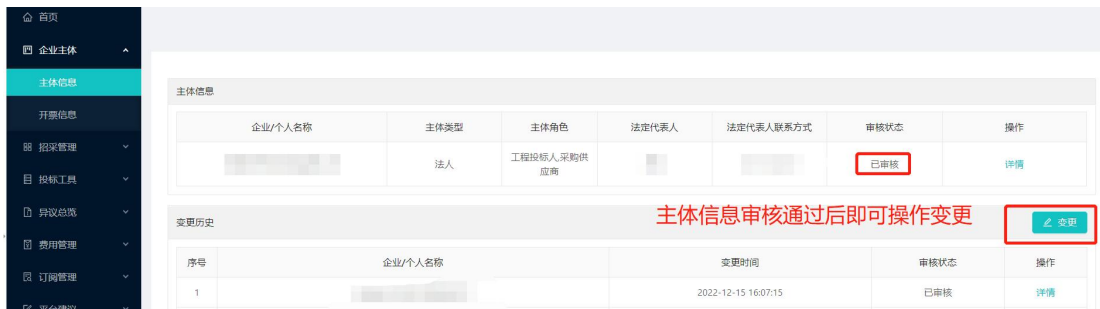 首页
企业主体
主体信息
开票信息
招采管理
投标工具
异议总览
费用管理
订阅管理
平台建议
主体信息
企业/个人名称 主体类型 主体角色 法定代表人 法定代表人联系方式 审核状态 操作
法人 工程投标人,采购供 已审核 详情
应商
变更历史 主体信息审核通过后即可操作变更 变更
序号 企业/个人名称 变更时间 审核状态 操作
1 2022-12-15 16:07:15 已审核 详情